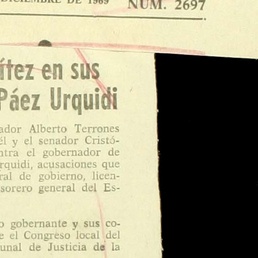 DICIEMBRE DE 1969 NUM. 2697
ítez en sus
Páez Urquidi
ador Alberto Terrones
él y el senador Cristó-
ntra el gobernador de
rquidi, acusaciones que
ral de gobierno, licen-
sorero general del Es-
o gobernante y sus co-
e el Congreso local del
unal de Justicia de la